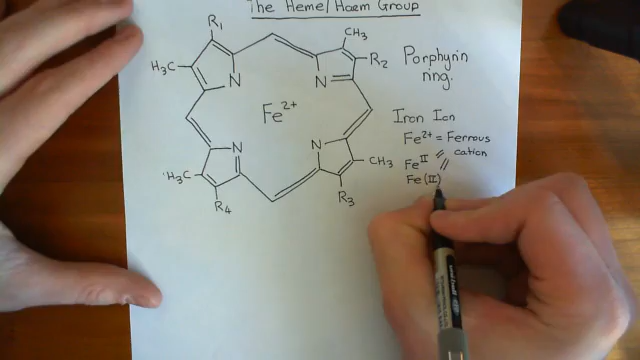 The Heme/Haem Group
R₁
CH₃
H₃C
R₂
N
N
Fe²⁺
N
N
H₃C
CH₃
R₄
R₃
Porphyrin
ring.
Iron Ion
Fe²⁺ = Ferrous
cation
Feᴵᴵ
Fe(II)